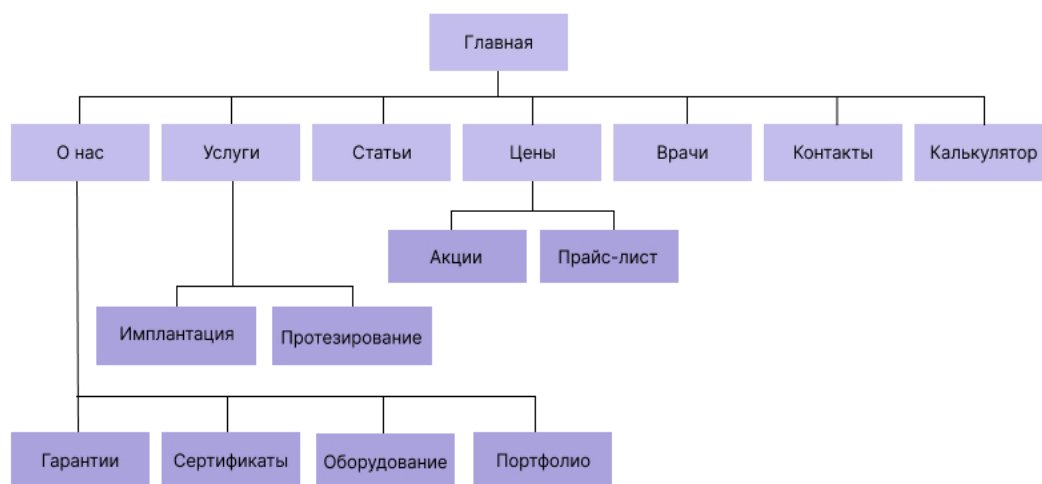 Главная
О нас
Услуги
Статьи
Цены
Врачи
Контакты
Калькулятор
Акции
Прайс-лист
Имплантация
Протезирование
Гарантии
Сертификаты
Оборудование
Портфолио